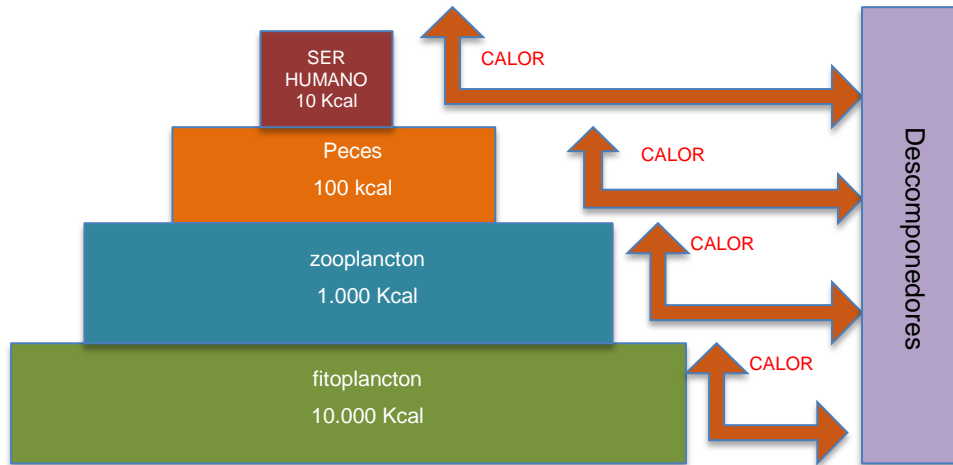 SER
HUMANO
10 Kcal
CALOR
Peces
100 kcal
CALOR
zooplancton
1.000 Kcal
CALOR
fitoplancton
10.000 Kcal
CALOR
Descomponedores